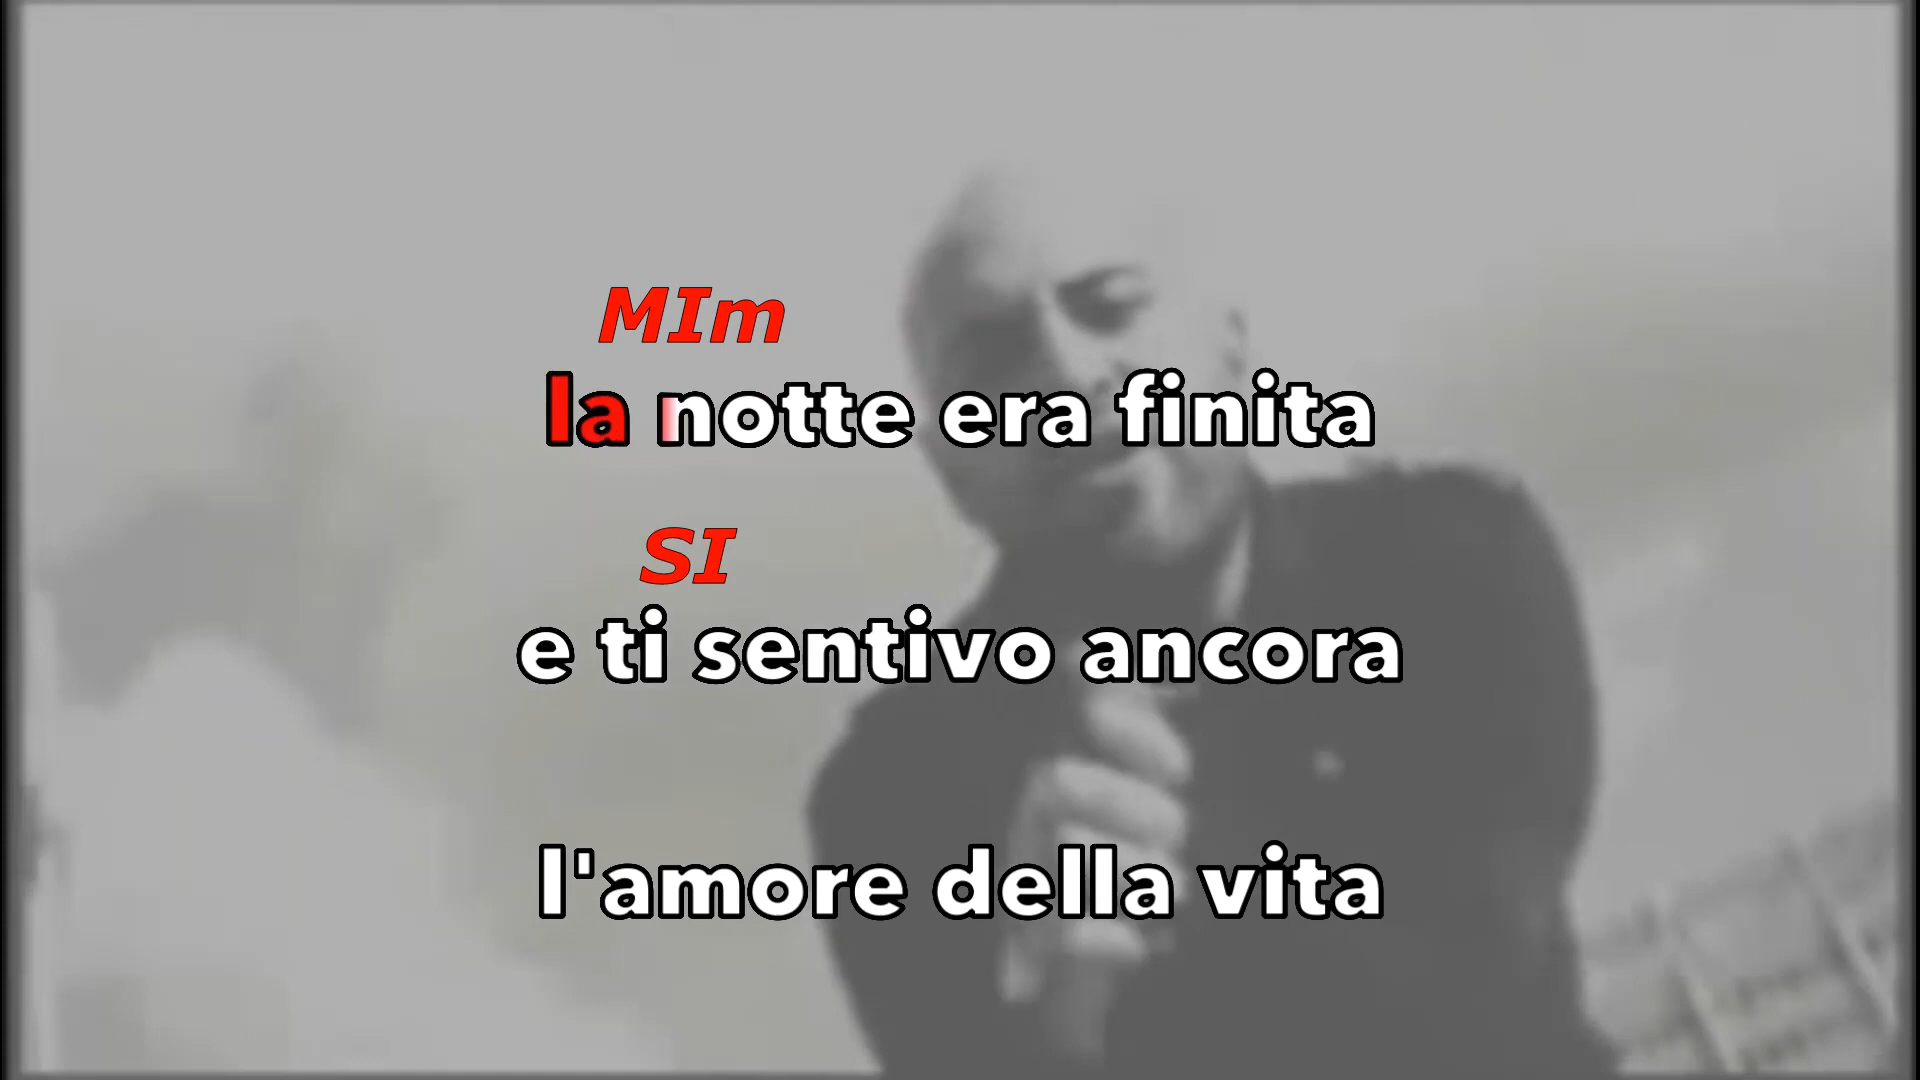 MIm
la notte era finita
SI
e ti sentivo ancora
l'amore della vita